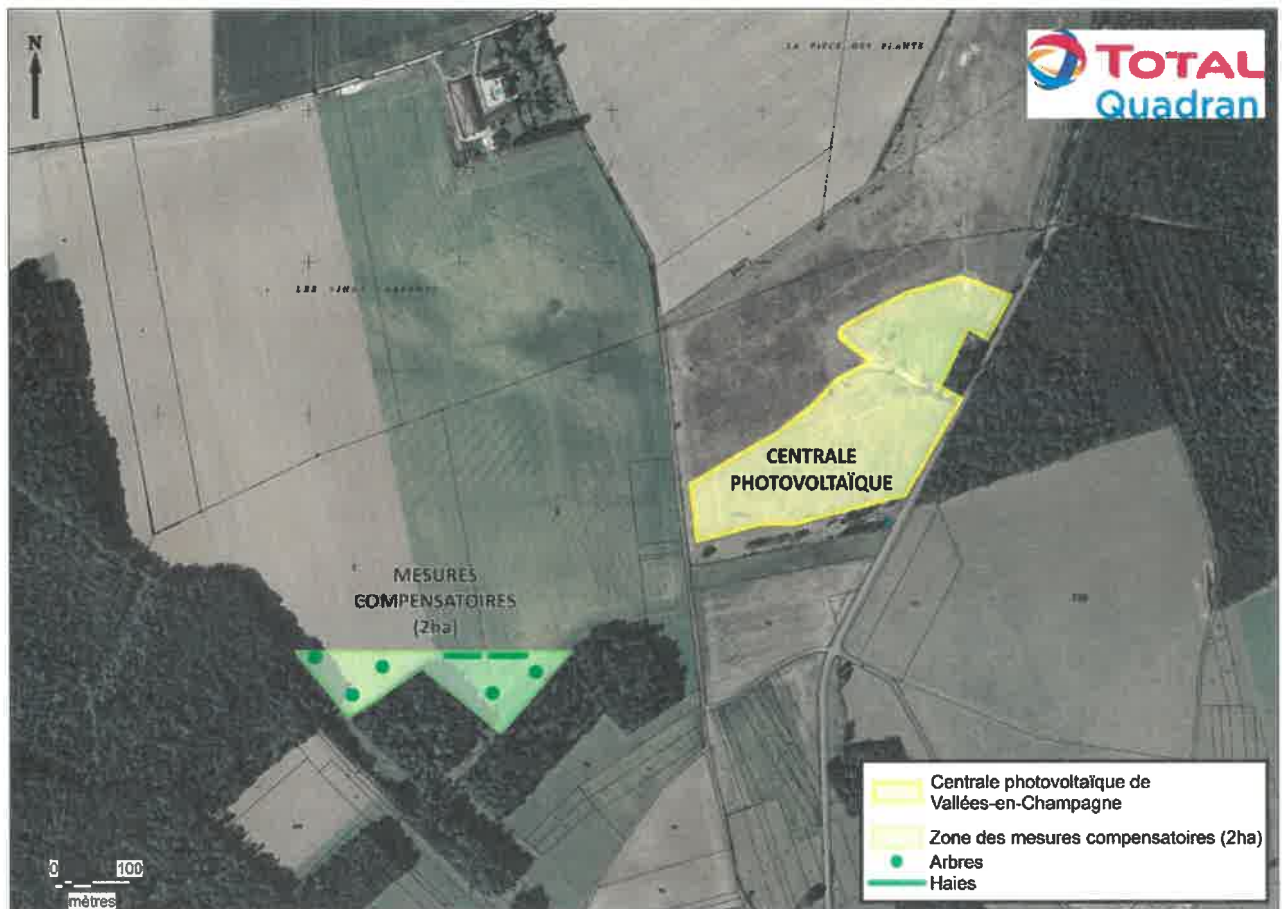 N
LA PIECE DES PLANTS
TOTAL
Quadran
LES
CENTRALE
PHOTOVOLTAÏQUE
MESURES
COMPENSATOIRES
(2ha)
Centrale photovoltaïque de
Vallées-en-Champagne
Zone des mesures compensatoires (2ha)
Arbres
Haies
0 100
mètres